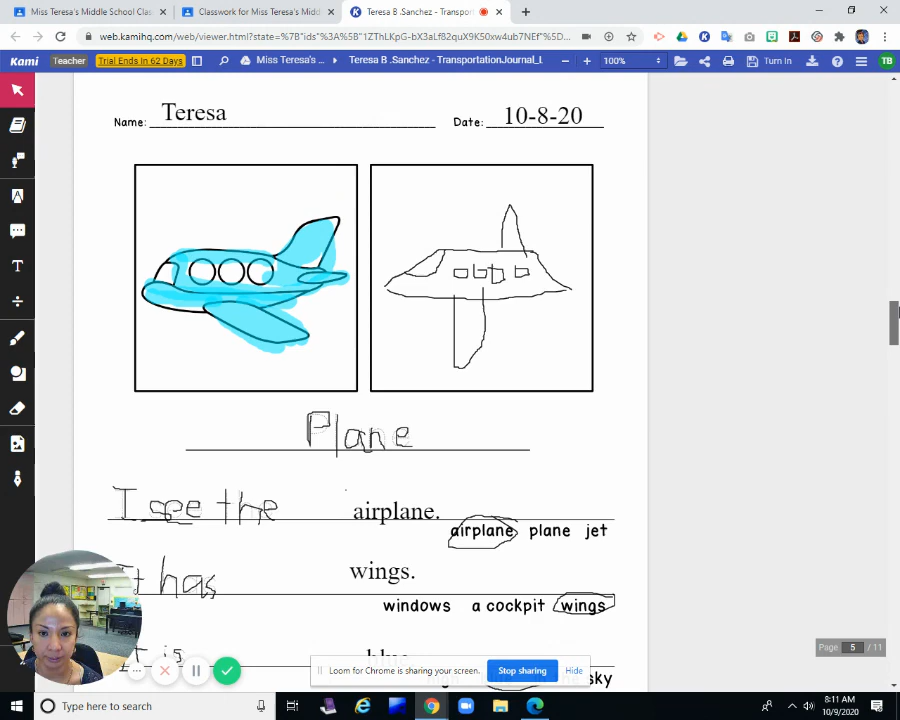 Miss Teresa's Middle School Clas
Classwork for Miss Teresa's Midd
Teresa B .Sanchez - Transport
web.kamihq.com/web/viewer.html?state=%7B"ids"%3A%5B"1ZThLKpG-bX3aLf82quX9K50xw4ub7NEf"%5D...
Kami Teacher Trial Ends In 62 Days Miss Teresa's ... Teresa B .Sanchez - TransportationJournal_L 100% Turn In TB
Name: Teresa Date: 10-8-20
Plane
I see the airplane.
airplane plane jet
It has wings.
windows a cockpit wings
It is blue
sky
Page 5 / 11
Loom for Chrome is sharing your screen. Stop sharing Hide
Type here to search
8:11 AM
10/9/2020